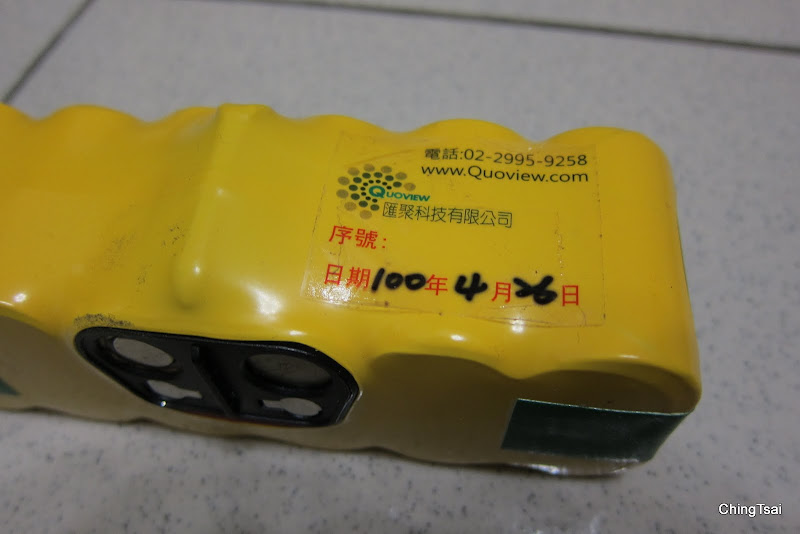 電話:02-2995-9258
www.Quoview.com
QUOVIEW
匯聚科技有限公司
序號:
日期100年4月26日
ChingTsai